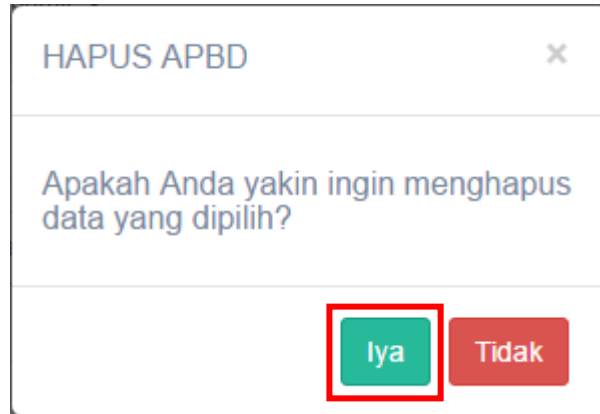 HAPUS APBD ×
Apakah Anda yakin ingin menghapus
data yang dipilih?
Iya Tidak